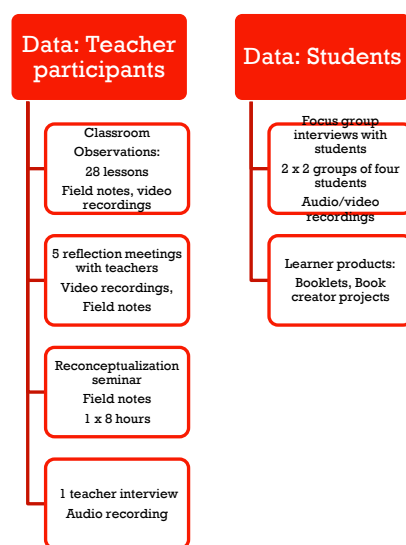 Data: Teacher
participants
Classroom
Observations:
28 lessons
Field notes, video
recordings
5 reflection meetings
with teachers
Video recordings,
Field notes
Reconceptualization
seminar
Field notes
1 x 8 hours
1 teacher interview
Audio recording
Data: Students
Focus group
interviews with
students
2 x 2 groups of four
students
Audio/video
recordings
Learner products:
Booklets, Book
creator projects